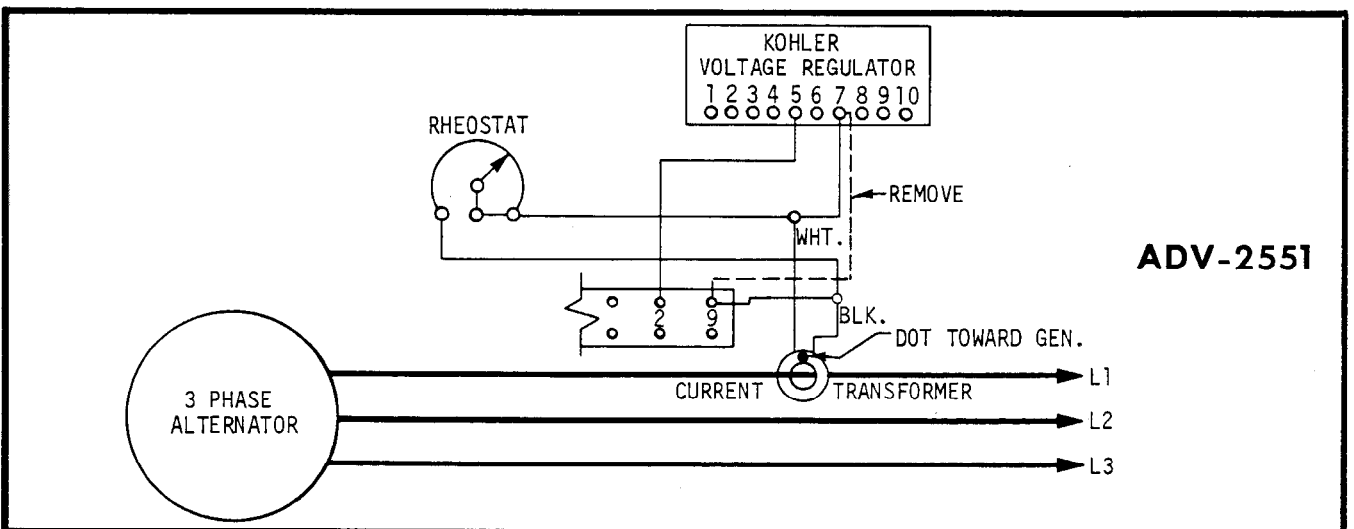 KOHLER
VOLTAGE REGULATOR
1 2 3 4 5 6 7 8 9 10
RHEOSTAT
REMOVE
WHT.
ADV-2551
2 9
BLK.
DOT TOWARD GEN.
CURRENT TRANSFORMER
L1
3 PHASE
ALTERNATOR
L2
L3